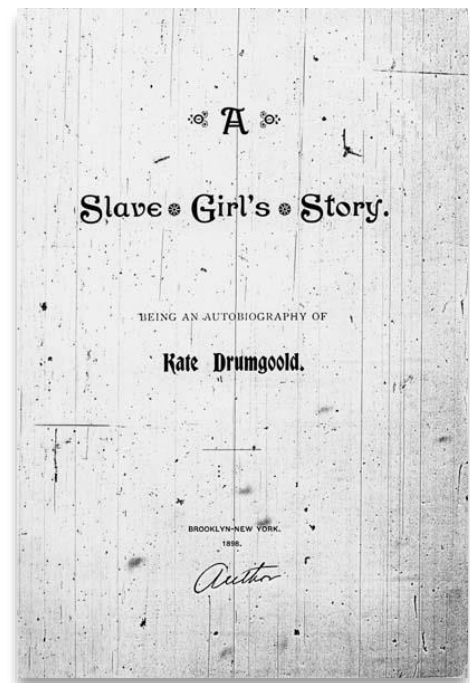 A
Slave Girl's Story.
BEING AN AUTOBIOGRAPHY OF
Kate Drumgoold.
BROOKLYN-NEW YORK.
1898.
Author